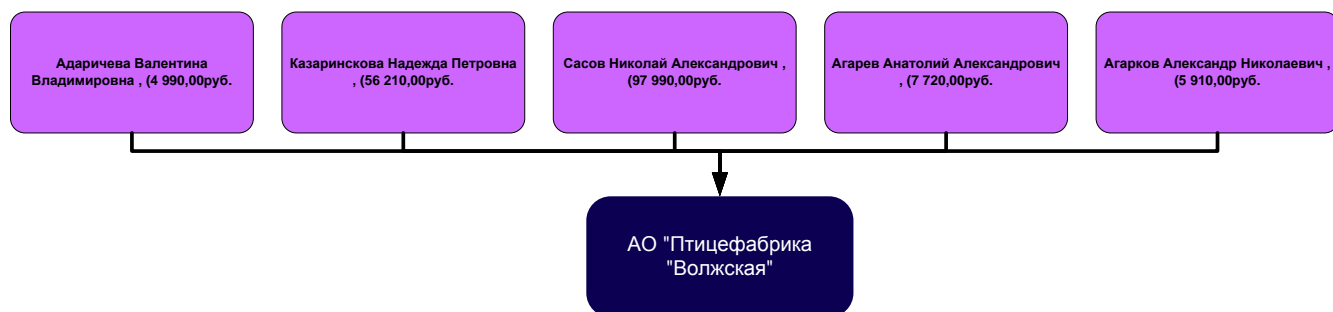 Адаричева Валентина
Владимировна , (4 990,00руб.
Казаринскова Надежда Петровна
, (56 210,00руб.
Сасов Николай Александрович ,
(97 990,00руб.
Агарев Анатолий Александрович
, (7 720,00руб.
Агарков Александр Николаевич ,
(5 910,00руб.
АО "Птицефабрика
"Волжская"